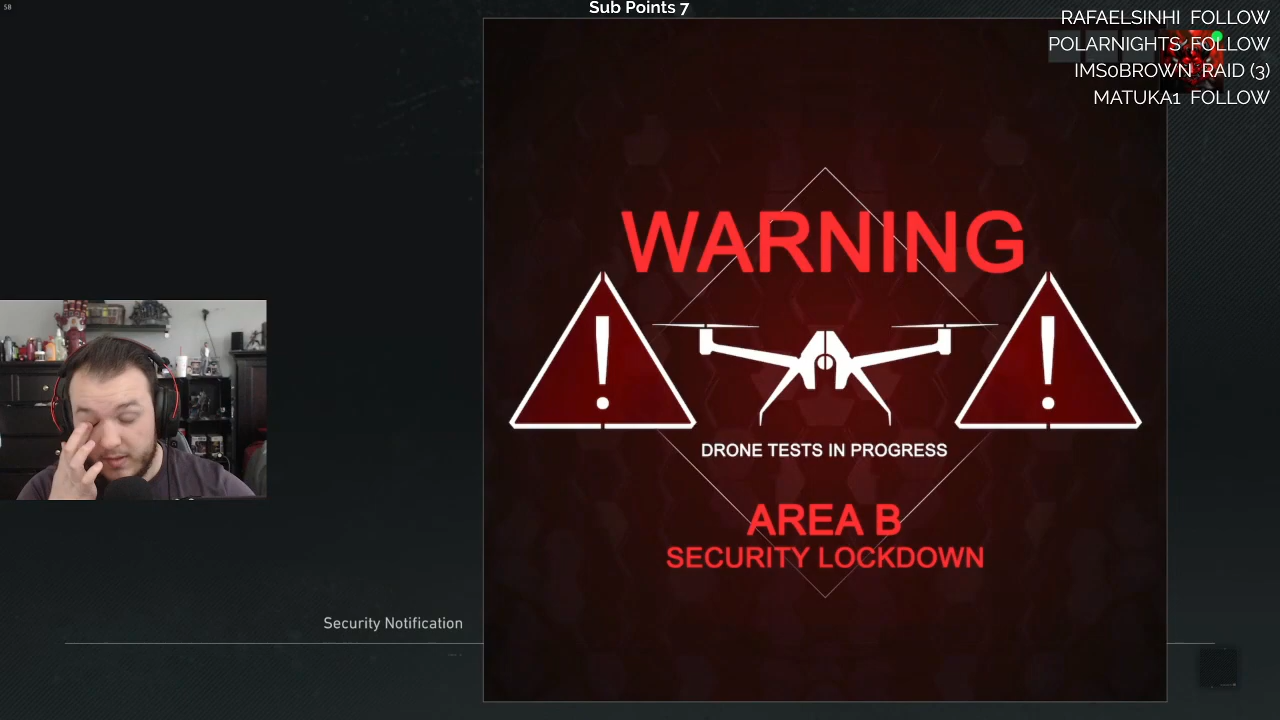 S#
Sub Points 7
RAFAELSINHI FOLLOW
POLARNIGHTS FOLLOW
IMS0BROWN RAID (3)
MATUKA1 FOLLOW
WARNING
DRONE TESTS IN PROGRESS
AREA B
SECURITY LOCKDOWN
Security Notification